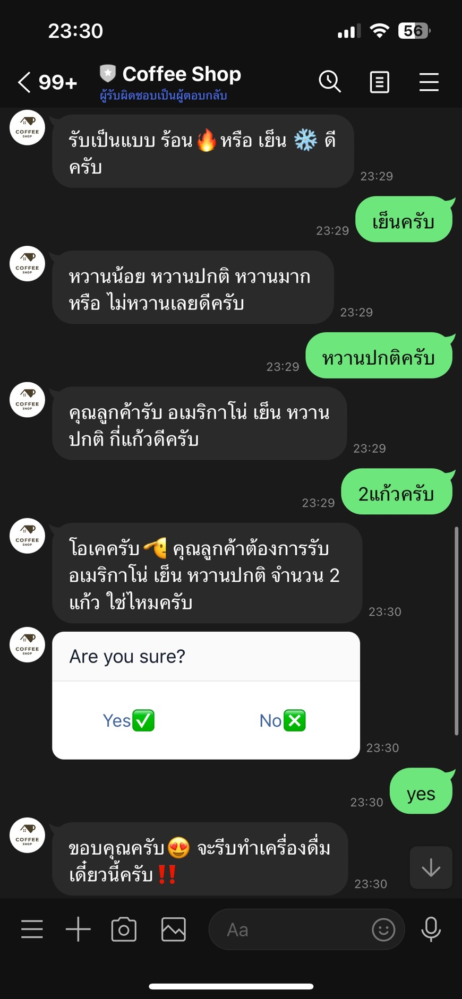 23:30
56
99+
Coffee Shop
ผู้รับผิดชอบเป็นผู้ตอบกลับ
COFFEE
SHOP
รับเป็นแบบ ร้อน🔥หรือ เย็น ❄️ ดี
ครับ
23:29
เย็นครับ
23:29
COFFEE
SHOP
หวานน้อย หวานปกติ หวานมาก
หรือ ไม่หวานเลยดีครับ
23:29
หวานปกติครับ
23:29
COFFEE
SHOP
คุณลูกค้ารับ อเมริกาโน่ เย็น หวาน
ปกติ กี่แก้วดีครับ
23:29
2แก้วครับ
23:29
COFFEE
SHOP
โอเคครับ🫡 คุณลูกค้าต้องการรับ
อเมริกาโน่ เย็น หวานปกติ จำนวน 2
แก้ว ใช่ไหมครับ
23:30
COFFEE
SHOP
Are you sure?
Yes✅ No❎
23:30
yes
23:30
COFFEE
SHOP
ขอบคุณครับ😍 จะรีบทำเครื่องดื่ม
เดี๋ยวนี้ครับ‼️
23:30
Aa